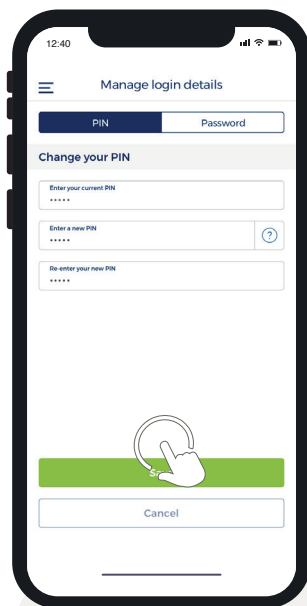 12:40
Manage login details
PIN Password
Change your PIN
Enter your current PIN
•••••
Enter a new PIN
•••••
?
Re-enter your new PIN
•••••
Cancel